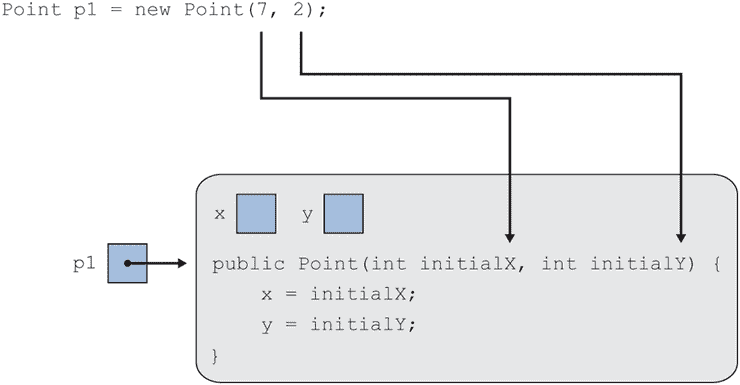 Point p1 = new Point(7, 2);
x y
p1
public Point(int initialX, int initialY) {
x = initialX;
y = initialY;
}